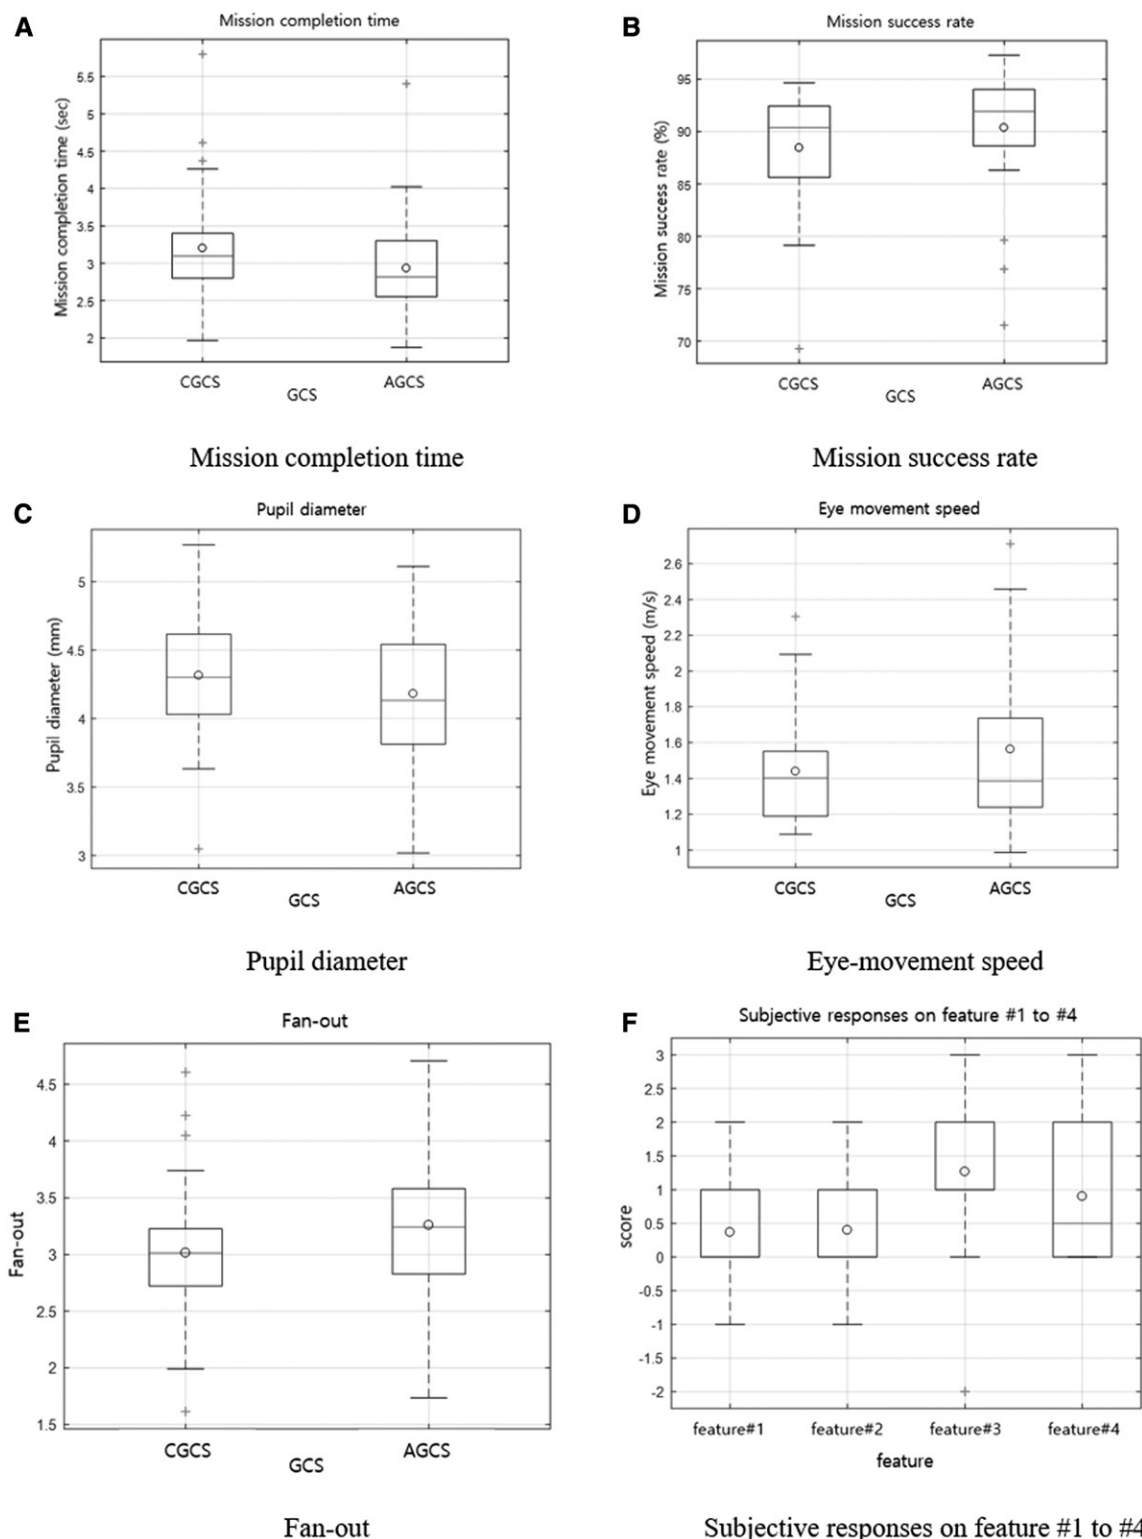 A
Mission completion time
Mission completion time (sec)
5.5
5
4.5
4
3.5
3
2.5
2
CGCS
AGCS
GCS
Mission completion time
B
Mission success rate
Mission success rate (%)
95
90
85
80
75
70
CGCS
AGCS
GCS
Mission success rate
C
Pupil diameter
Pupil diameter (mm)
5
4.5
4
3.5
3
CGCS
AGCS
GCS
Pupil diameter
D
Eye movement speed
Eye movement speed (m/s)
2.6
2.4
2.2
2
1.8
1.6
1.4
1.2
1
CGCS
AGCS
GCS
Eye-movement speed
E
Fan-out
Fan-out
4.5
4
3.5
3
2.5
2
1.5
CGCS
AGCS
GCS
Fan-out
F
Subjective responses on feature #1 to #4
score
3
2.5
2
1.5
1
0.5
0
-0.5
-1
-1.5
-2
feature#1
feature#2
feature#3
feature#4
feature
Subjective responses on feature #1 to #4